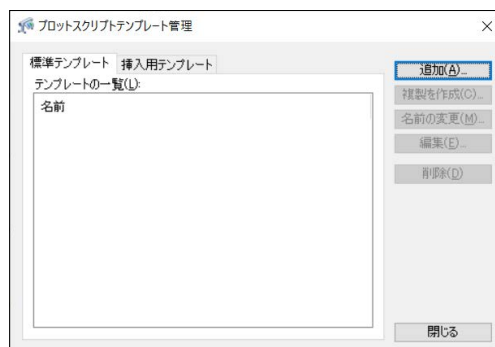 プロットスクリプトテンプレート管理
標準テンプレート 挿入用テンプレート
テンプレートの一覧(L):
名前
追加(A)...
複製を作成(C)...
名前の変更(M)...
編集(E)...
削除(D)
閉じる